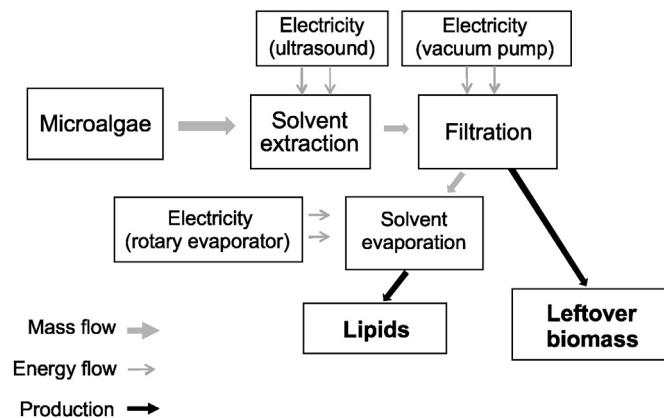 Electricity
(ultrasound)
Electricity
(vacuum pump)
Microalgae
Solvent
extraction
Filtration
Electricity
(rotary evaporator)
Solvent
evaporation
Lipids
Leftover
biomass
Mass flow
Energy flow
Production